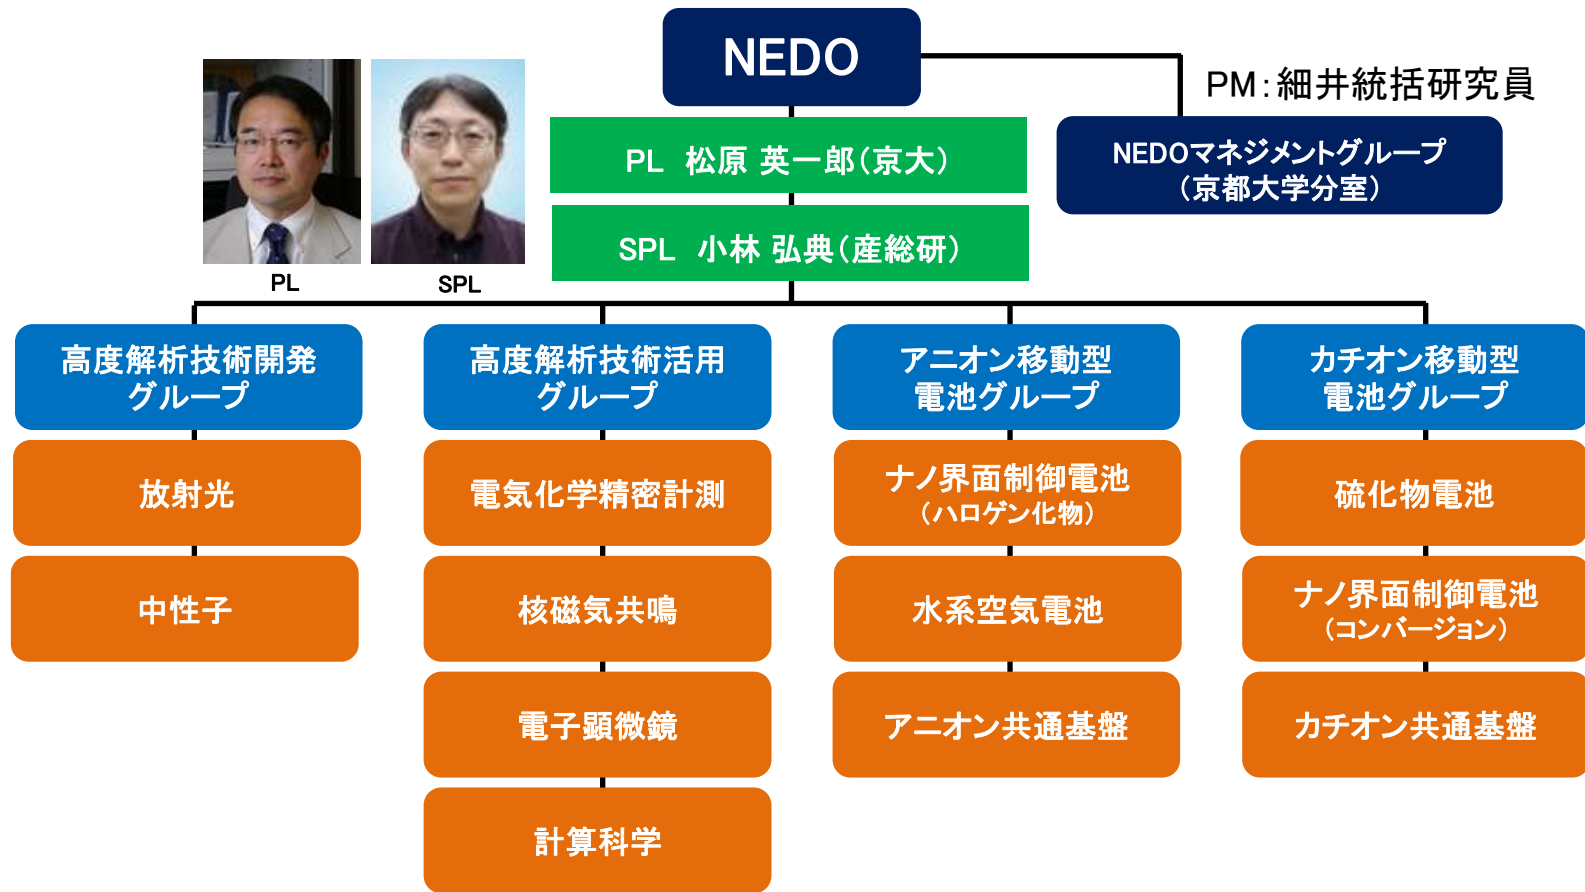 NEDO
PM：細井統括研究員
NEDOマネジメントグループ
（京都大学分室）
PL 松原 英一郎（京大）
SPL 小林 弘典（産総研）
PL
SPL
高度解析技術開発
グループ
放射光
中性子
高度解析技術活用
グループ
電気化学精密計測
核磁気共鳴
電子顕微鏡
計算科学
アニオン移動型
電池グループ
ナノ界面制御電池
（ハロゲン化物）
水系空気電池
アニオン共通基盤
カチオン移動型
電池グループ
硫化物電池
ナノ界面制御電池
（コンバージョン）
カチオン共通基盤